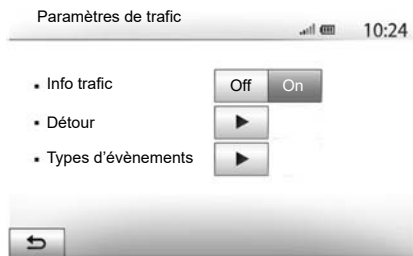 Paramètres de trafic
10:24
Info trafic Off On
Détour
Types d’évènements